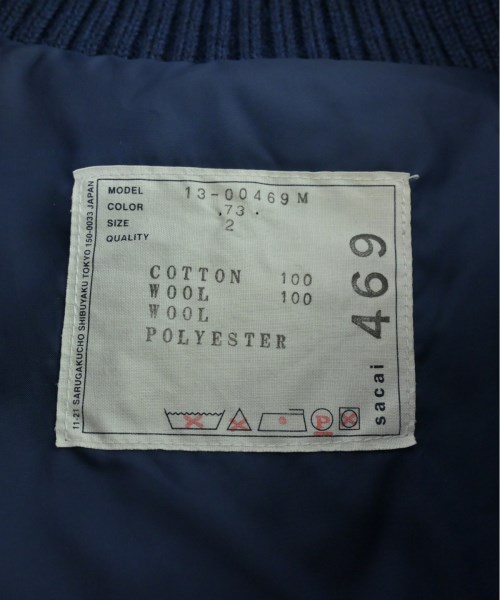 MODEL 13-00469 M
COLOR .73 .
SIZE 2
QUALITY
COTTON 100
WOOL 100
WOOL
POLYESTER
P
11-21 SARUGAKUCHO SHIBUYAKU TOKYO 150-0033 JAPAN
sacai 469